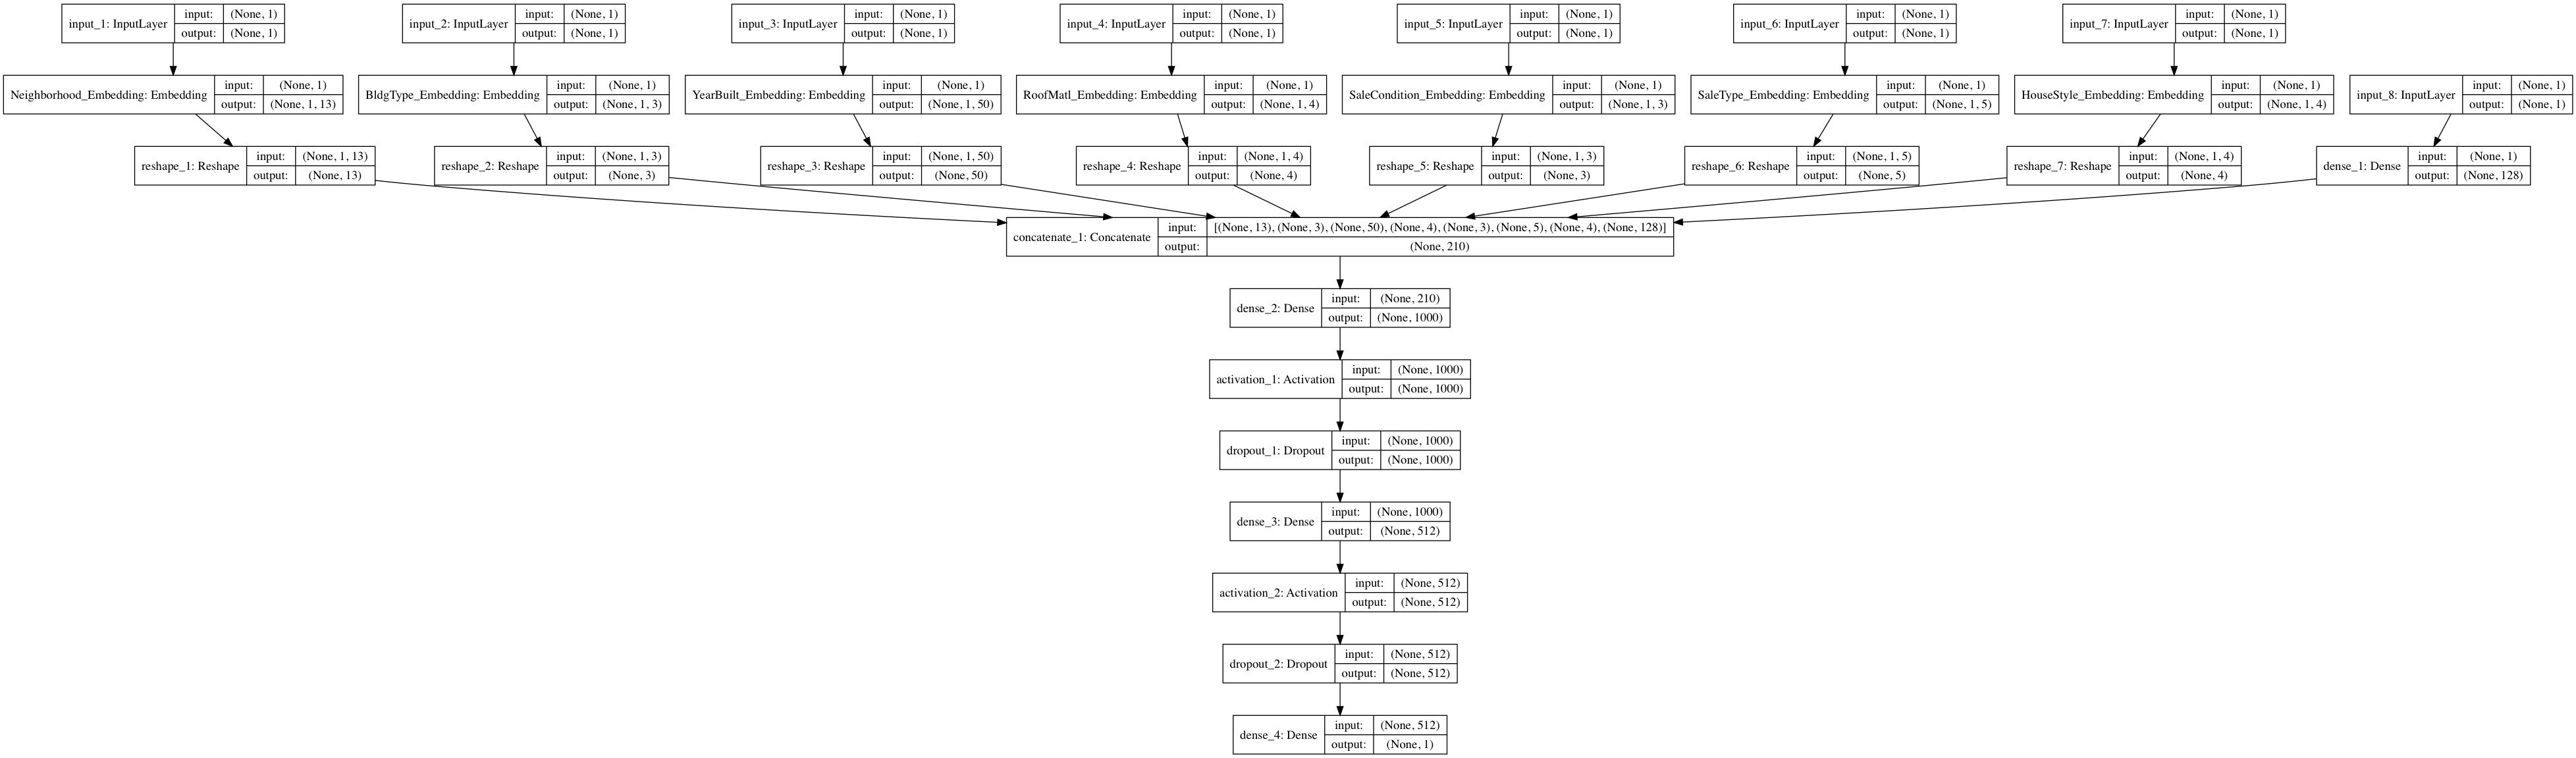 input_1: InputLayer input: (None, 1)
output: (None, 1)
input_2: InputLayer input: (None, 1)
output: (None, 1)
input_3: InputLayer input: (None, 1)
output: (None, 1)
input_4: InputLayer input: (None, 1)
output: (None, 1)
input_5: InputLayer input: (None, 1)
output: (None, 1)
input_6: InputLayer input: (None, 1)
output: (None, 1)
input_7: InputLayer input: (None, 1)
output: (None, 1)
Neighborhood_Embedding: Embedding input: (None, 1)
output: (None, 1, 13)
BldgType_Embedding: Embedding input: (None, 1)
output: (None, 1, 3)
YearBuilt_Embedding: Embedding input: (None, 1)
output: (None, 1, 50)
RoofMatl_Embedding: Embedding input: (None, 1)
output: (None, 1, 4)
SaleCondition_Embedding: Embedding input: (None, 1)
output: (None, 1, 3)
SaleType_Embedding: Embedding input: (None, 1)
output: (None, 1, 5)
HouseStyle_Embedding: Embedding input: (None, 1)
output: (None, 1, 4)
input_8: InputLayer input: (None, 1)
output: (None, 1)
reshape_1: Reshape input: (None, 1, 13)
output: (None, 13)
reshape_2: Reshape input: (None, 1, 3)
output: (None, 3)
reshape_3: Reshape input: (None, 1, 50)
output: (None, 50)
reshape_4: Reshape input: (None, 1, 4)
output: (None, 4)
reshape_5: Reshape input: (None, 1, 3)
output: (None, 3)
reshape_6: Reshape input: (None, 1, 5)
output: (None, 5)
reshape_7: Reshape input: (None, 1, 4)
output: (None, 4)
dense_1: Dense input: (None, 1)
output: (None, 128)
concatenate_1: Concatenate input: [(None, 13), (None, 3), (None, 50), (None, 4), (None, 3), (None, 5), (None, 4), (None, 128)]
output: (None, 210)
dense_2: Dense input: (None, 210)
output: (None, 1000)
activation_1: Activation input: (None, 1000)
output: (None, 1000)
dropout_1: Dropout input: (None, 1000)
output: (None, 1000)
dense_3: Dense input: (None, 1000)
output: (None, 512)
activation_2: Activation input: (None, 512)
output: (None, 512)
dropout_2: Dropout input: (None, 512)
output: (None, 512)
dense_4: Dense input: (None, 512)
output: (None, 1)